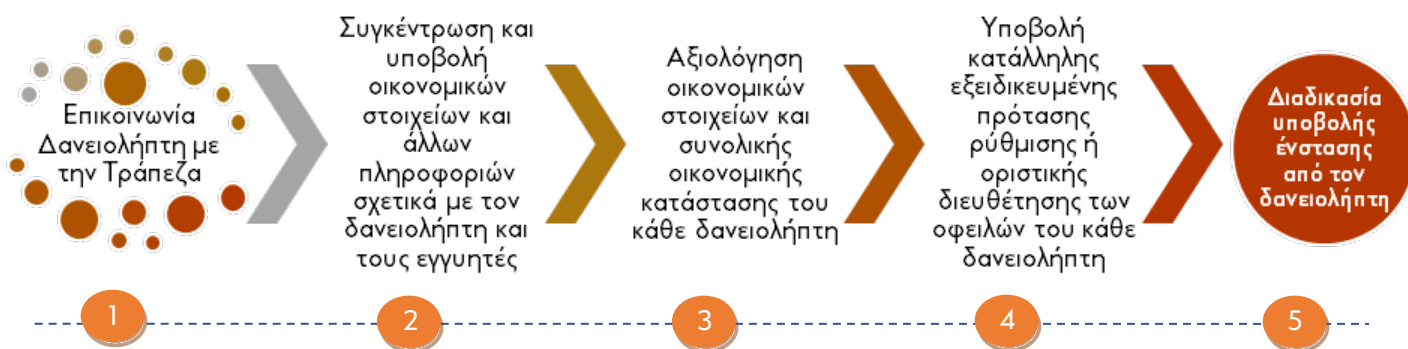 Επικοινωνία
Δανειολήπτη με
την Τράπεζα
Συγκέντρωση και
υποβολή
οικονομικών
στοιχείων και
άλλων
πληροφοριών
σχετικά με τον
δανειολήπτη και
τους εγγυητές
Αξιολόγηση
οικονομικών
στοιχείων και
συνολικής
οικονομικής
κατάστασης του
κάθε δανειολήπτη
Υποβολή
κατάλληλης
εξειδικευμένης
πρότασης
ρύθμισης ή
οριστικής
διευθέτησης των
οφειλών του κάθε
δανειολήπτη
Διαδικασία
υποβολής
ένστασης
από τον
δανειολήπτη
1
2
3
4
5